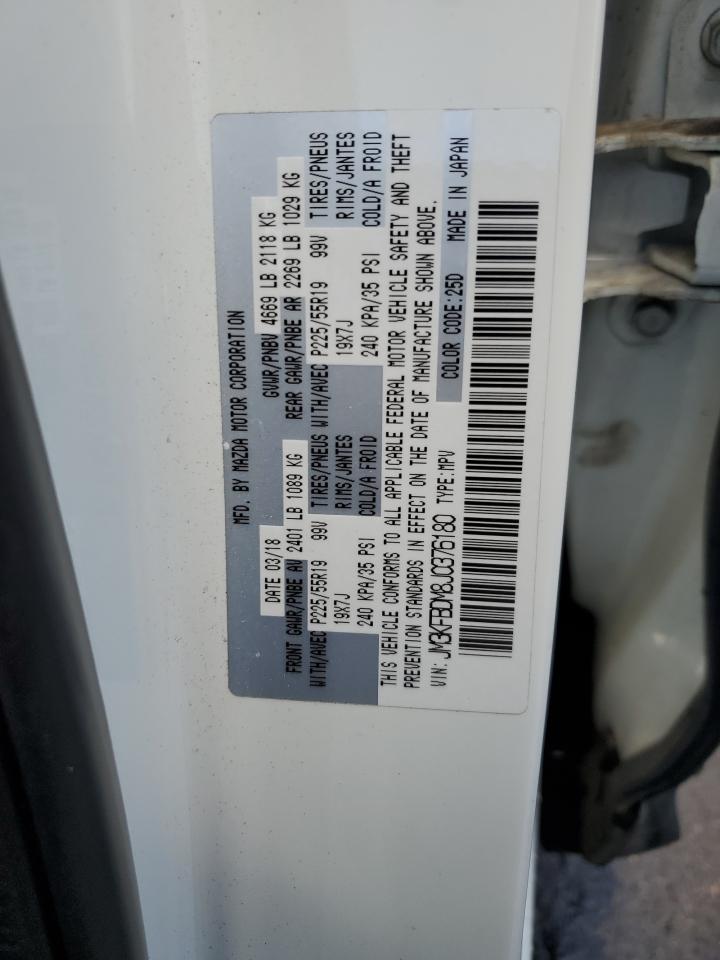 MFD. BY MAZDA MOTOR CORPORATION
DATE 03/18 GVWR/PNBV 4669 LB 2118 KG
FRONT GAWR/PNBE AV 2401 LB 1089 KG REAR GAWR/PNBE AR 2269 LB 1029 KG
WITH/AVEC P225/55R19 99V TIRES/PNEUS WITH/AVEC P225/55R19 99V TIRES/PNEUS
19X7J RIMS/JANTES 19X7J RIMS/JANTES
240 KPA/35 PSI COLD/A FROID 240 KPA/35 PSI COLD/A FROID
THIS VEHICLE CONFORMS TO ALL APPLICABLE FEDERAL MOTOR VEHICLE SAFETY AND THEFT
PREVENTION STANDARDS IN EFFECT ON THE DATE OF MANUFACTURE SHOWN ABOVE.
VIN: JM3KFBDM8J0376180 TYPE:MPV COLOR CODE:25D MADE IN JAPAN